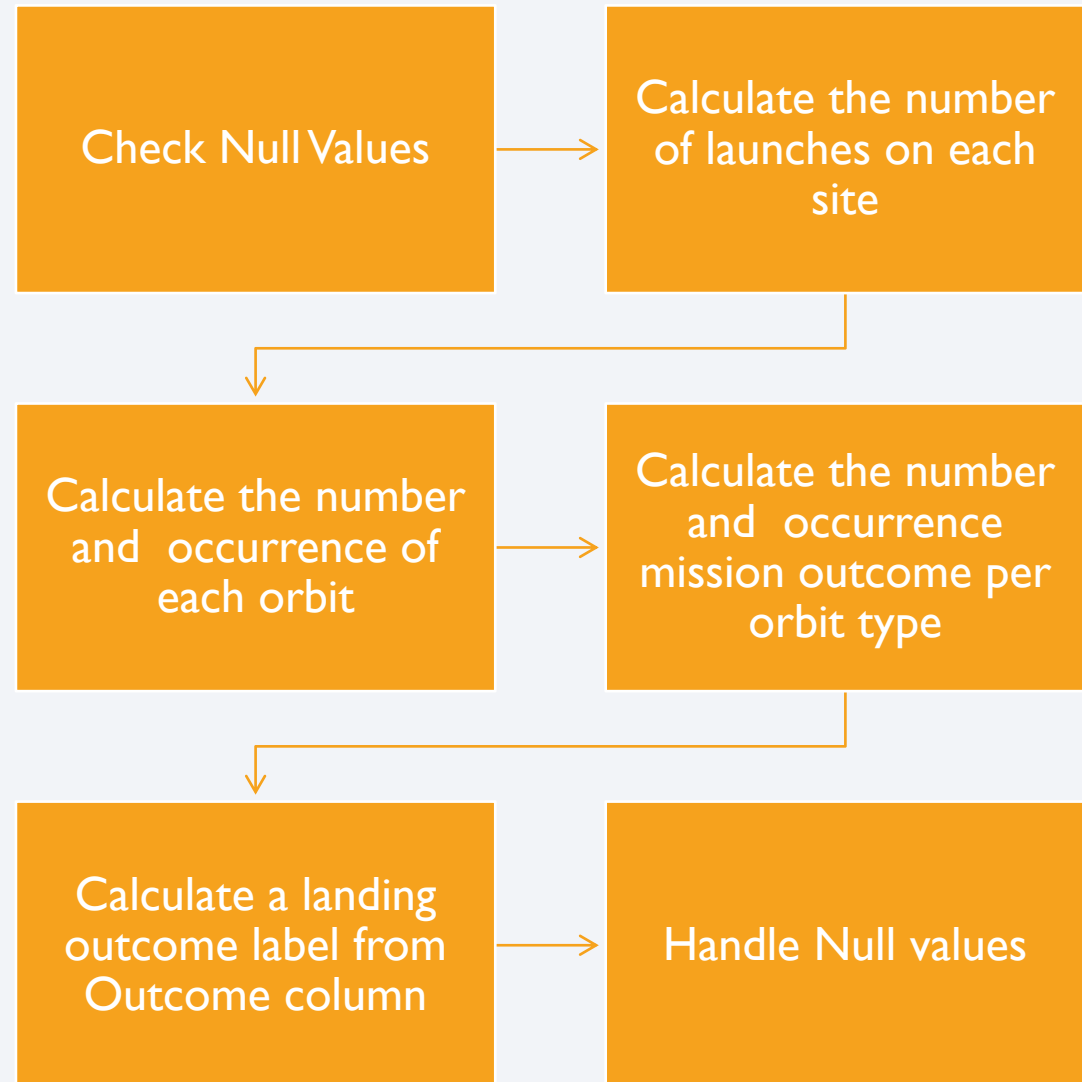 Check Null Values
Calculate the number
of launches on each
site
Calculate the number
and  occurrence of
each orbit
Calculate the number
and  occurrence
mission outcome per
orbit type
Calculate a landing
outcome label from
Outcome column
Handle Null values